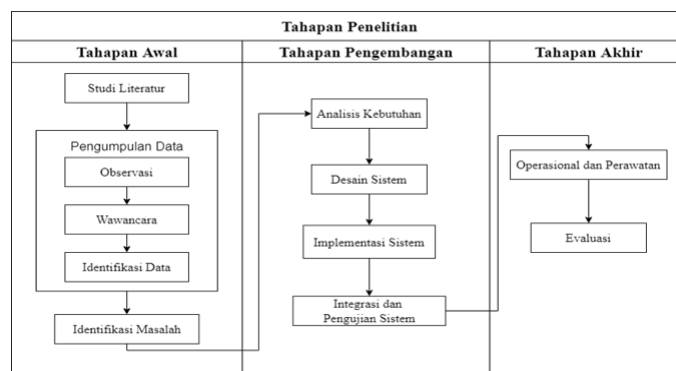 Tahapan Penelitian
Tahapan Awal
Tahapan Pengembangan
Tahapan Akhir
Studi Literatur
Pengumpulan Data
Observasi
Wawancara
Identifikasi Data
Identifikasi Masalah
Analisis Kebutuhan
Desain Sistem
Implementasi Sistem
Integrasi dan
Pengujian Sistem
Operasional dan Perawatan
Evaluasi